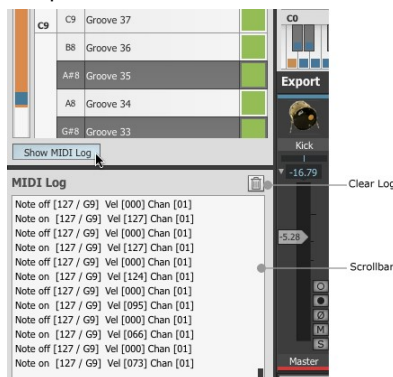 C9
C9 Groove 37
B8 Groove 36
A#8 Groove 35
A8 Groove 34
G#8 Groove 33
Show MIDI Log
MIDI Log
Note off [127 / G9] Vel [000] Chan [01]
Note on [127 / G9] Vel [127] Chan [01]
Note off [127 / G9] Vel [000] Chan [01]
Note on [127 / G9] Vel [127] Chan [01]
Note off [127 / G9] Vel [000] Chan [01]
Note on [127 / G9] Vel [124] Chan [01]
Note off [127 / G9] Vel [000] Chan [01]
Note on [127 / G9] Vel [095] Chan [01]
Note off [127 / G9] Vel [000] Chan [01]
Note on [127 / G9] Vel [066] Chan [01]
Note off [127 / G9] Vel [000] Chan [01]
Note on [127 / G9] Vel [073] Chan [01]
C0
Export
Kick
-16.79
-5.28
Ø
M
S
Master
Clear Log
Scrollbar